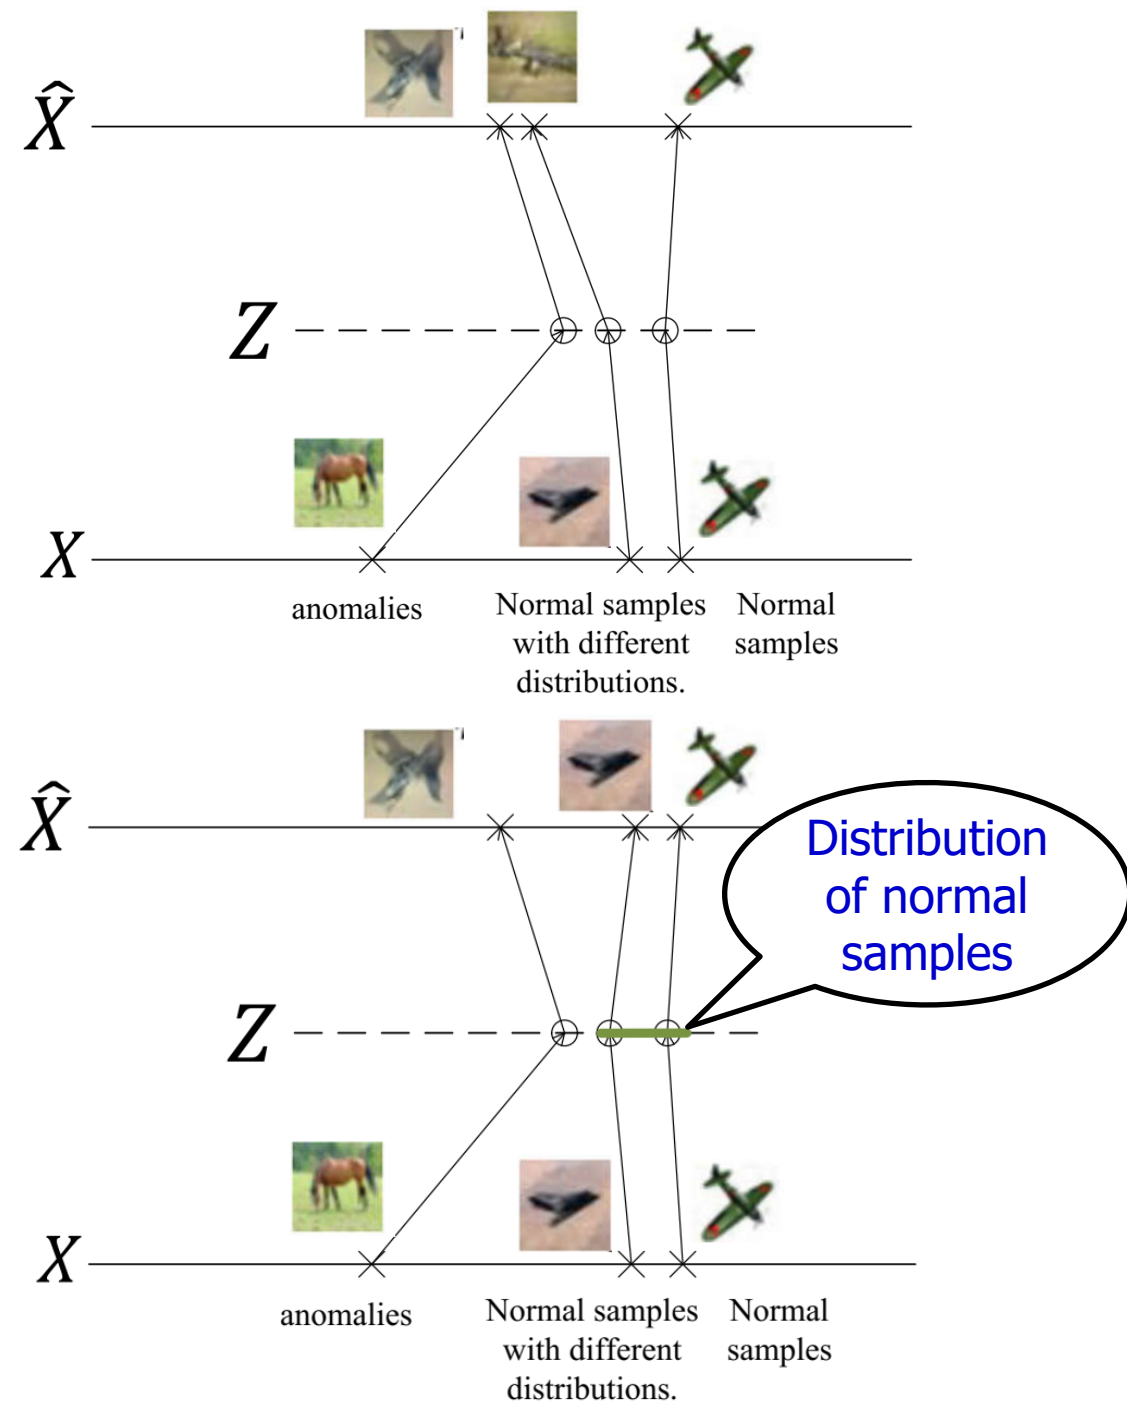 X̂
Z
X
anomalies
Normal samples
with different
distributions.
Normal
samples
X̂
Distribution
of normal
samples
Z
X
anomalies
Normal samples
with different
distributions.
Normal
samples